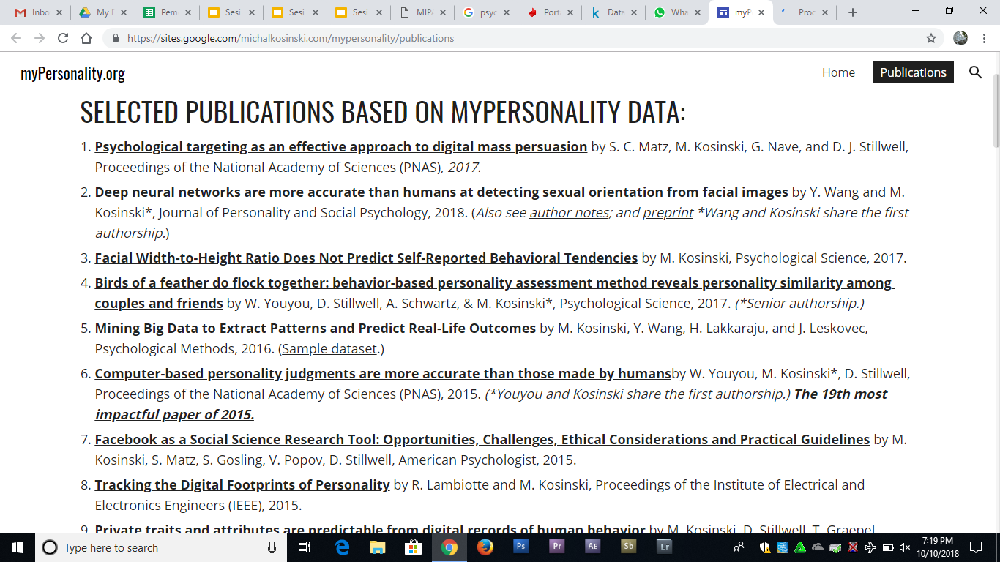 Inbo
My D
Pem
Sesi
Sesi
Sesi
MIPA
psyc
Port
Data
Wha
myP
Proc
https://sites.google.com/michalkosinski.com/mypersonality/publications
myPersonality.org
Home
Publications
SELECTED PUBLICATIONS BASED ON MYPERSONALITY DATA:
1. Psychological targeting as an effective approach to digital mass persuasion by S. C. Matz, M. Kosinski, G. Nave, and D. J. Stillwell,
Proceedings of the National Academy of Sciences (PNAS), 2017.
2. Deep neural networks are more accurate than humans at detecting sexual orientation from facial images by Y. Wang and M.
Kosinski*, Journal of Personality and Social Psychology, 2018. (Also see author notes; and preprint *Wang and Kosinski share the first
authorship.)
3. Facial Width-to-Height Ratio Does Not Predict Self-Reported Behavioral Tendencies by M. Kosinski, Psychological Science, 2017.
4. Birds of a feather do flock together: behavior-based personality assessment method reveals personality similarity among
couples and friends by W. Youyou, D. Stillwell, A. Schwartz, & M. Kosinski*, Psychological Science, 2017. (*Senior authorship.)
5. Mining Big Data to Extract Patterns and Predict Real-Life Outcomes by M. Kosinski, Y. Wang, H. Lakkaraju, and J. Leskovec,
Psychological Methods, 2016. (Sample dataset.)
6. Computer-based personality judgments are more accurate than those made by humansby W. Youyou, M. Kosinski*, D. Stillwell,
Proceedings of the National Academy of Sciences (PNAS), 2015. (*Youyou and Kosinski share the first authorship.) The 19th most
impactful paper of 2015.
7. Facebook as a Social Science Research Tool: Opportunities, Challenges, Ethical Considerations and Practical Guidelines by M.
Kosinski, S. Matz, S. Gosling, V. Popov, D. Stillwell, American Psychologist, 2015.
8. Tracking the Digital Footprints of Personality by R. Lambiotte and M. Kosinski, Proceedings of the Institute of Electrical and
Electronics Engineers (IEEE), 2015.
9. Private traits and attributes are predictable from digital records of human behavior by M. Kosinski, D. Stillwell, T. Graepel
Type here to search
Ps
Pr
AE
Sb
Lr
7:19 PM
10/10/2018